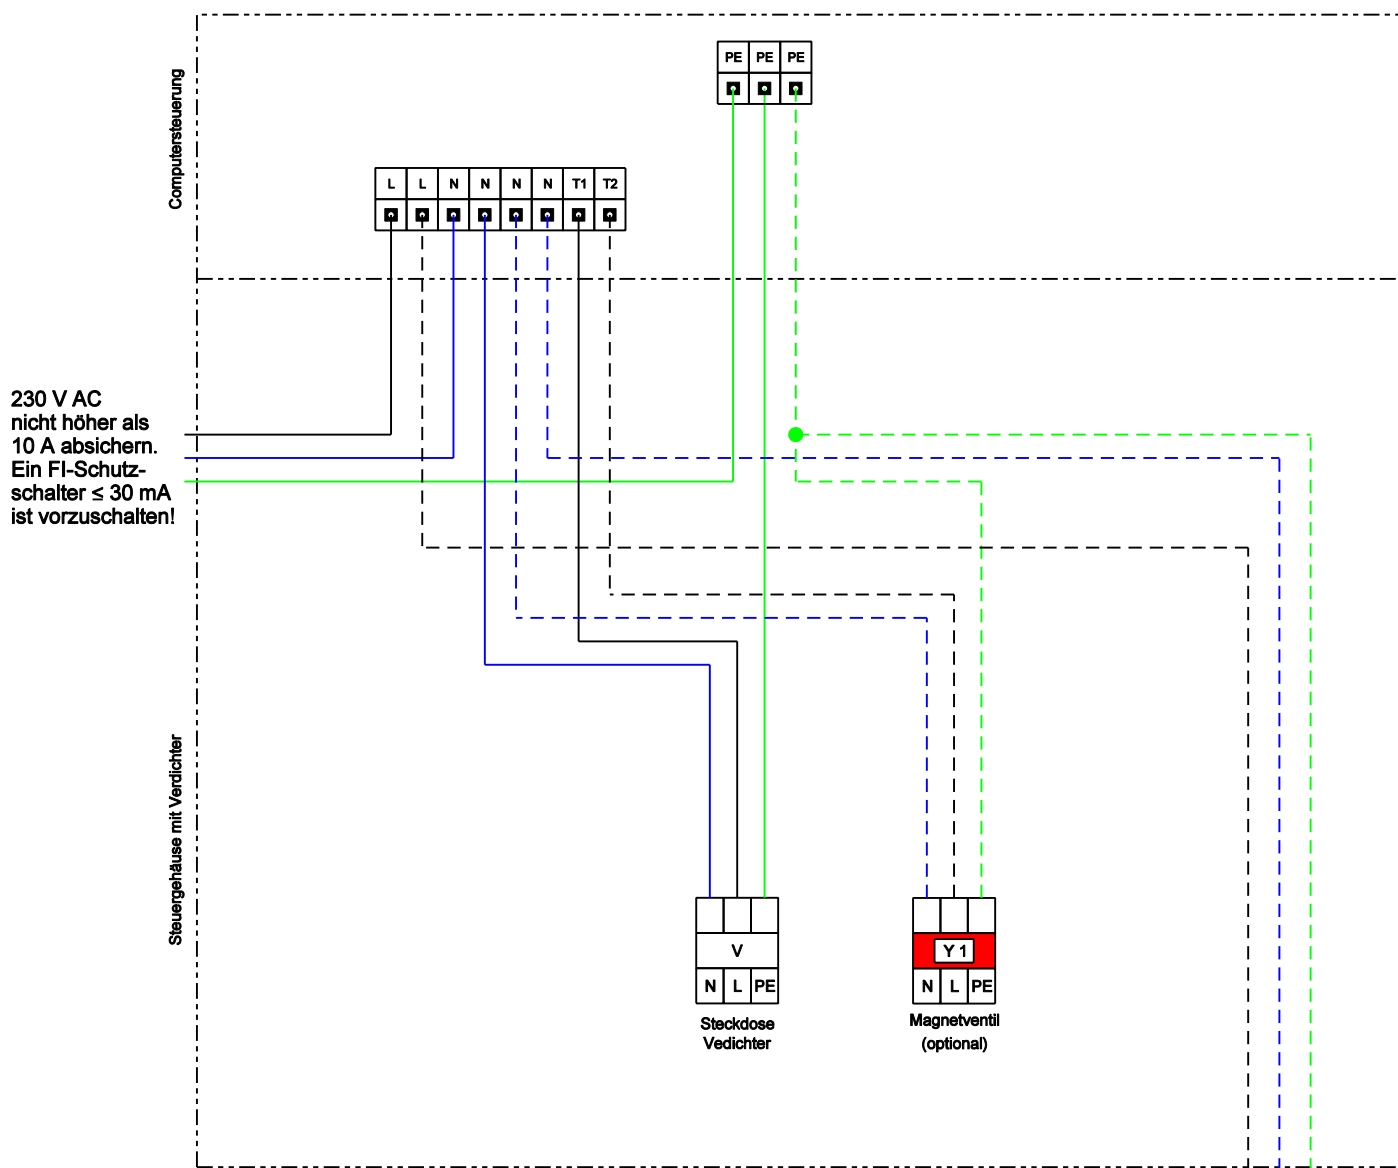 Computersteuerung
PE PE PE
L L N N N N T1 T2
230 V AC
nicht höher als
10 A absichern.
Ein FI-Schutz-
schalter ≤ 30 mA
ist vorzuschalten!
Steuergehäuse mit Verdichter
V
N L PE
Steckdose
Vedichter
Y 1
N L PE
Magnetventil
(optional)